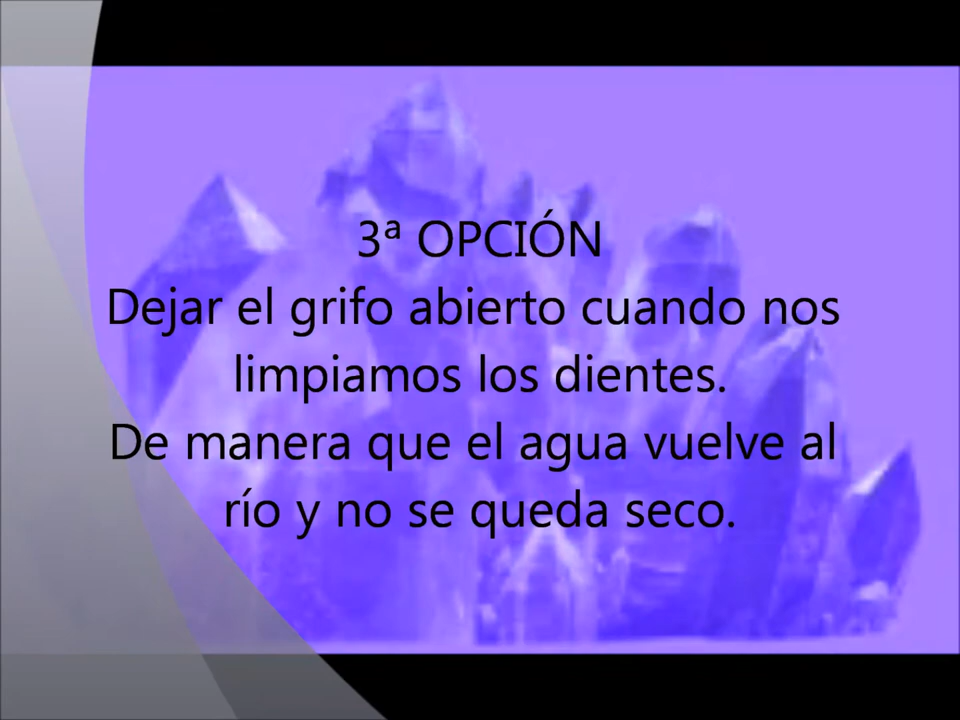 3ª OPCIÓN
Dejar el grifo abierto cuando nos
limpiamos los dientes.
De manera que el agua vuelve al
río y no se queda seco.